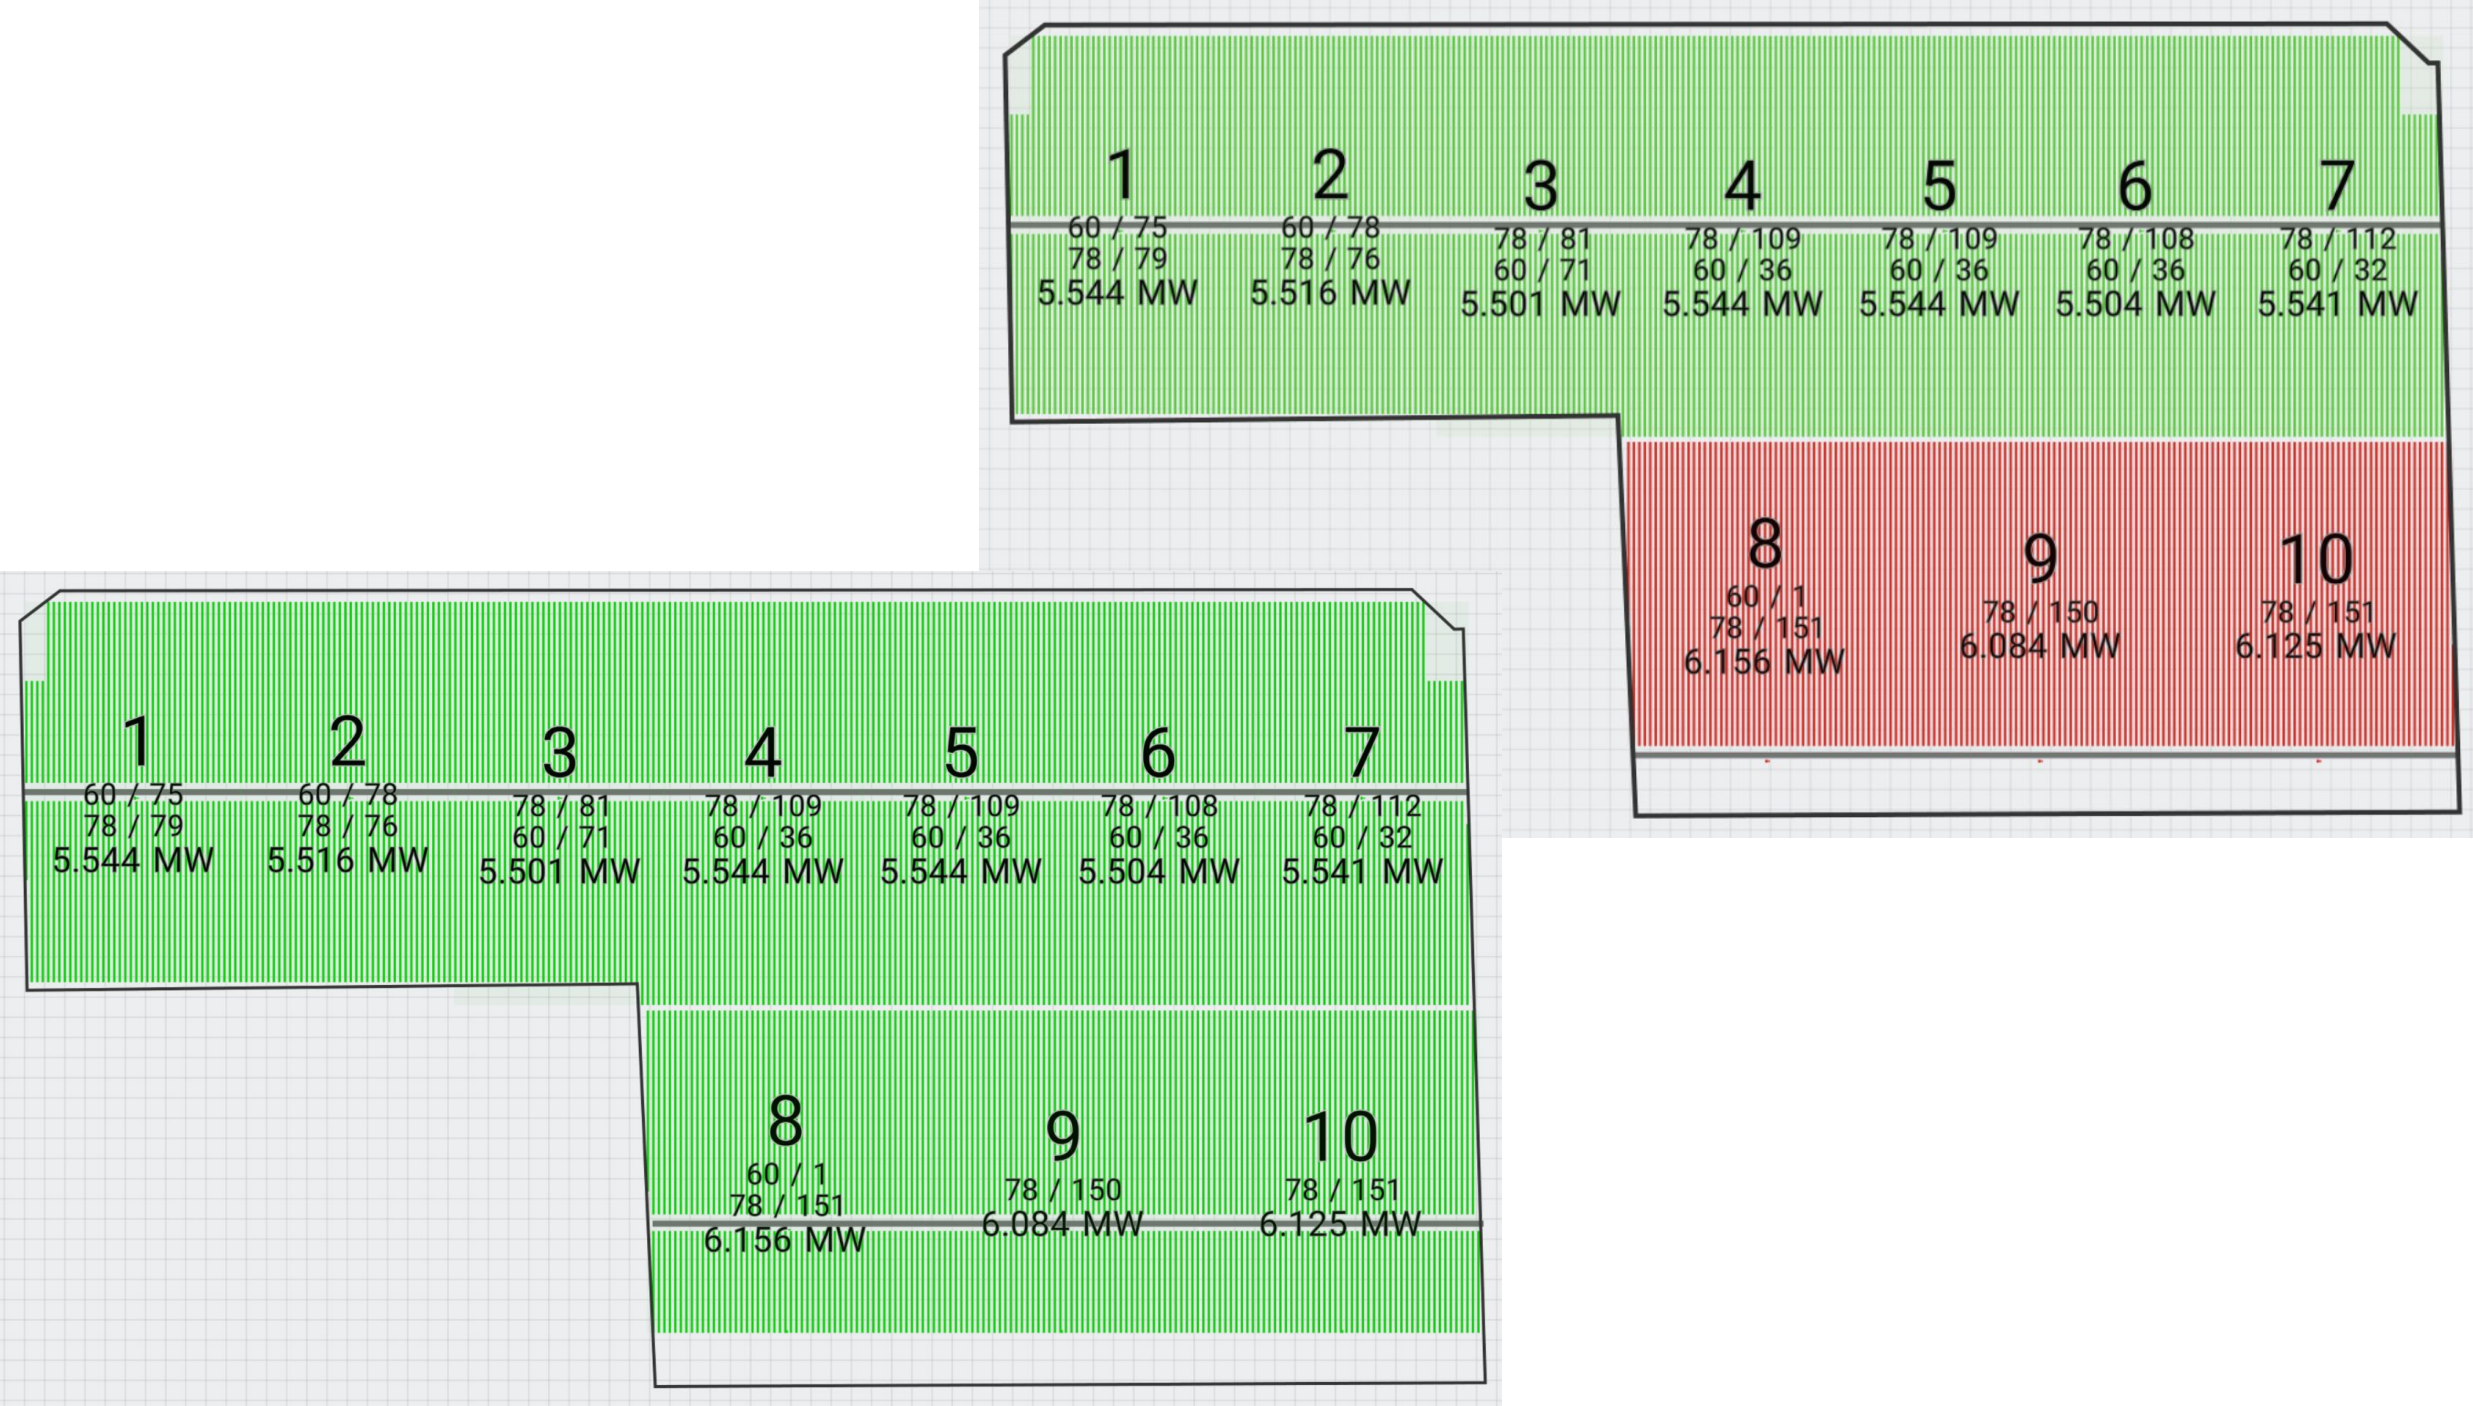 1
60 / 75
78 / 79
5.544 MW
2
60 / 78
78 / 76
5.516 MW
3
78 / 81
60 / 71
5.501 MW
4
78 / 109
60 / 36
5.544 MW
5
78 / 109
60 / 36
5.544 MW
6
78 / 108
60 / 36
5.504 MW
7
78 / 112
60 / 32
5.541 MW
8
60 / 1
78 / 151
6.156 MW
9
78 / 150
6.084 MW
10
78 / 151
6.125 MW
1
60 / 75
78 / 79
5.544 MW
2
60 / 78
78 / 76
5.516 MW
3
78 / 81
60 / 71
5.501 MW
4
78 / 109
60 / 36
5.544 MW
5
78 / 109
60 / 36
5.544 MW
6
78 / 108
60 / 36
5.504 MW
7
78 / 112
60 / 32
5.541 MW
8
60 / 1
78 / 151
6.156 MW
9
78 / 150
6.084 MW
10
78 / 151
6.125 MW